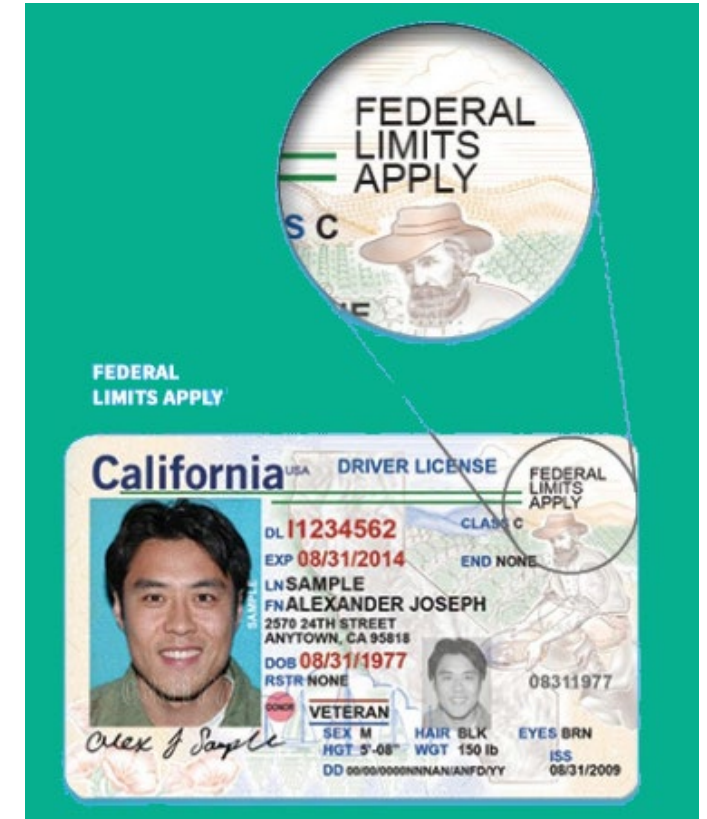 FEDERAL
LIMITS
APPLY
S C
FEDERAL
LIMITS APPLY
California USA DRIVER LICENSE
FEDERAL
LIMITS
APPLY
DL I1234562 CLASS C
EXP 08/31/2014 END NONE
LN SAMPLE
FN ALEXANDER JOSEPH
2570 24TH STREET
ANYTOWN, CA 95818
DOB 08/31/1977
RSTR NONE 08311977
SAMPLE
DONOR VETERAN
SEX M HAIR BLK EYES BRN
HGT 5'-08" WGT 150 lb ISS
DD 00/00/0000NNNAN/ANFD/YY 08/31/2009
Alex J Sample